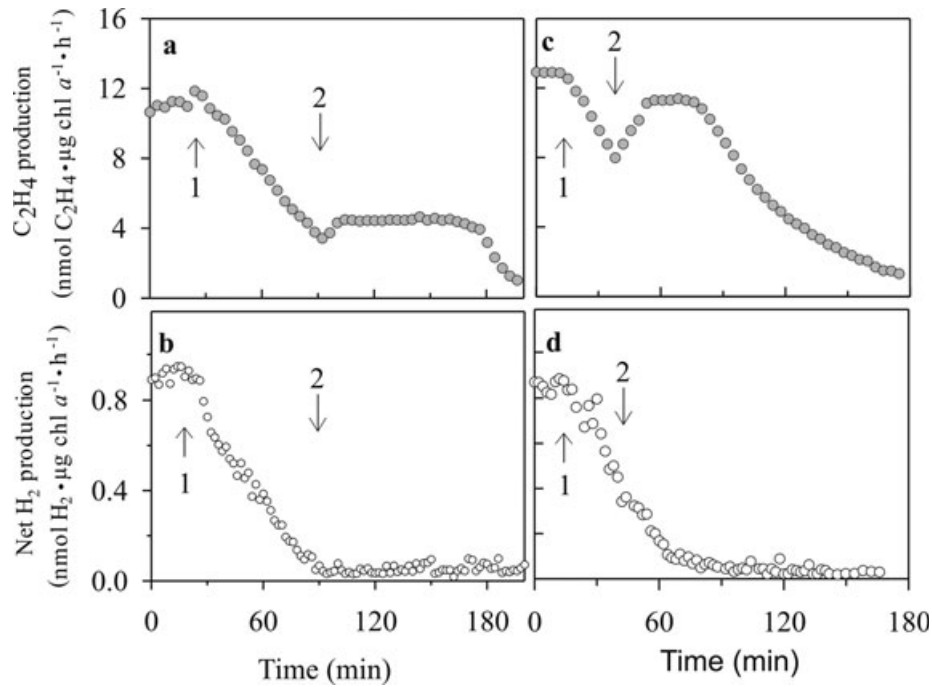 C₂H₄ production
(nmol C₂H₄•µg chl a⁻¹•h⁻¹)
16
12
8
4
0
a
1
2
c
1
2
Net H₂ production
(nmol H₂•µg chl a⁻¹•h⁻¹)
0.8
0.4
0.0
b
1
2
d
1
2
0 60 120 180
0 60 120 180
Time (min)
Time (min)